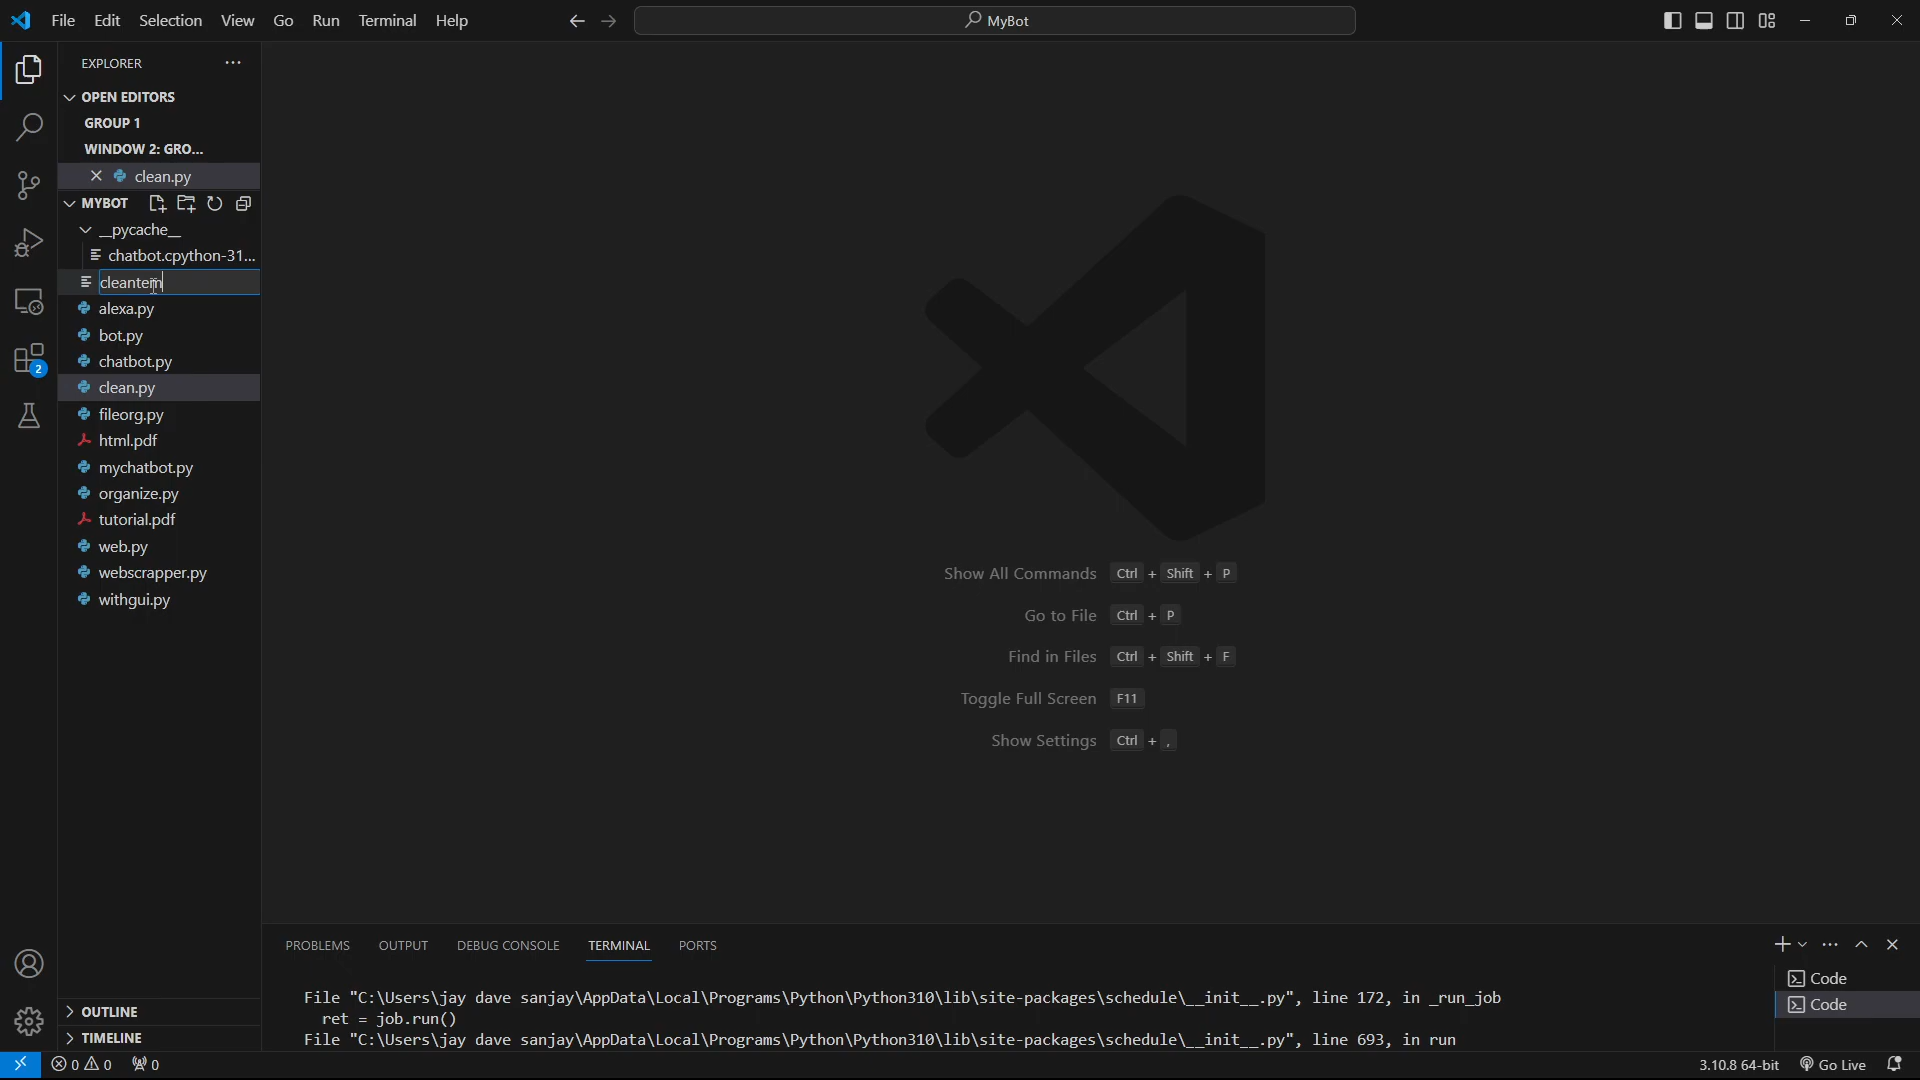 File Edit Selection View Go Run Terminal Help
MyBot
EXPLORER
OPEN EDITORS
GROUP 1
WINDOW 2: GRO...
clean.py
MYBOT
__pycache__
chatbot.cpython-31...
cleantem
alexa.py
bot.py
chatbot.py
clean.py
fileorg.py
html.pdf
mychatbot.py
organize.py
tutorial.pdf
web.py
webscrapper.py
withgui.py
OUTLINE
TIMELINE
2
Show All Commands Ctrl + Shift + P
Go to File Ctrl + P
Find in Files Ctrl + Shift + F
Toggle Full Screen F11
Show Settings Ctrl + ,
PROBLEMS OUTPUT DEBUG CONSOLE TERMINAL PORTS
File "C:\Users\jay dave sanjay\AppData\Local\Programs\Python\Python310\lib\site-packages\schedule\__init__.py", line 172, in _run_job
ret = job.run()
File "C:\Users\jay dave sanjay\AppData\Local\Programs\Python\Python310\lib\site-packages\schedule\__init__.py", line 693, in run
Code
Code
0 0 0
3.10.8 64-bit Go Live